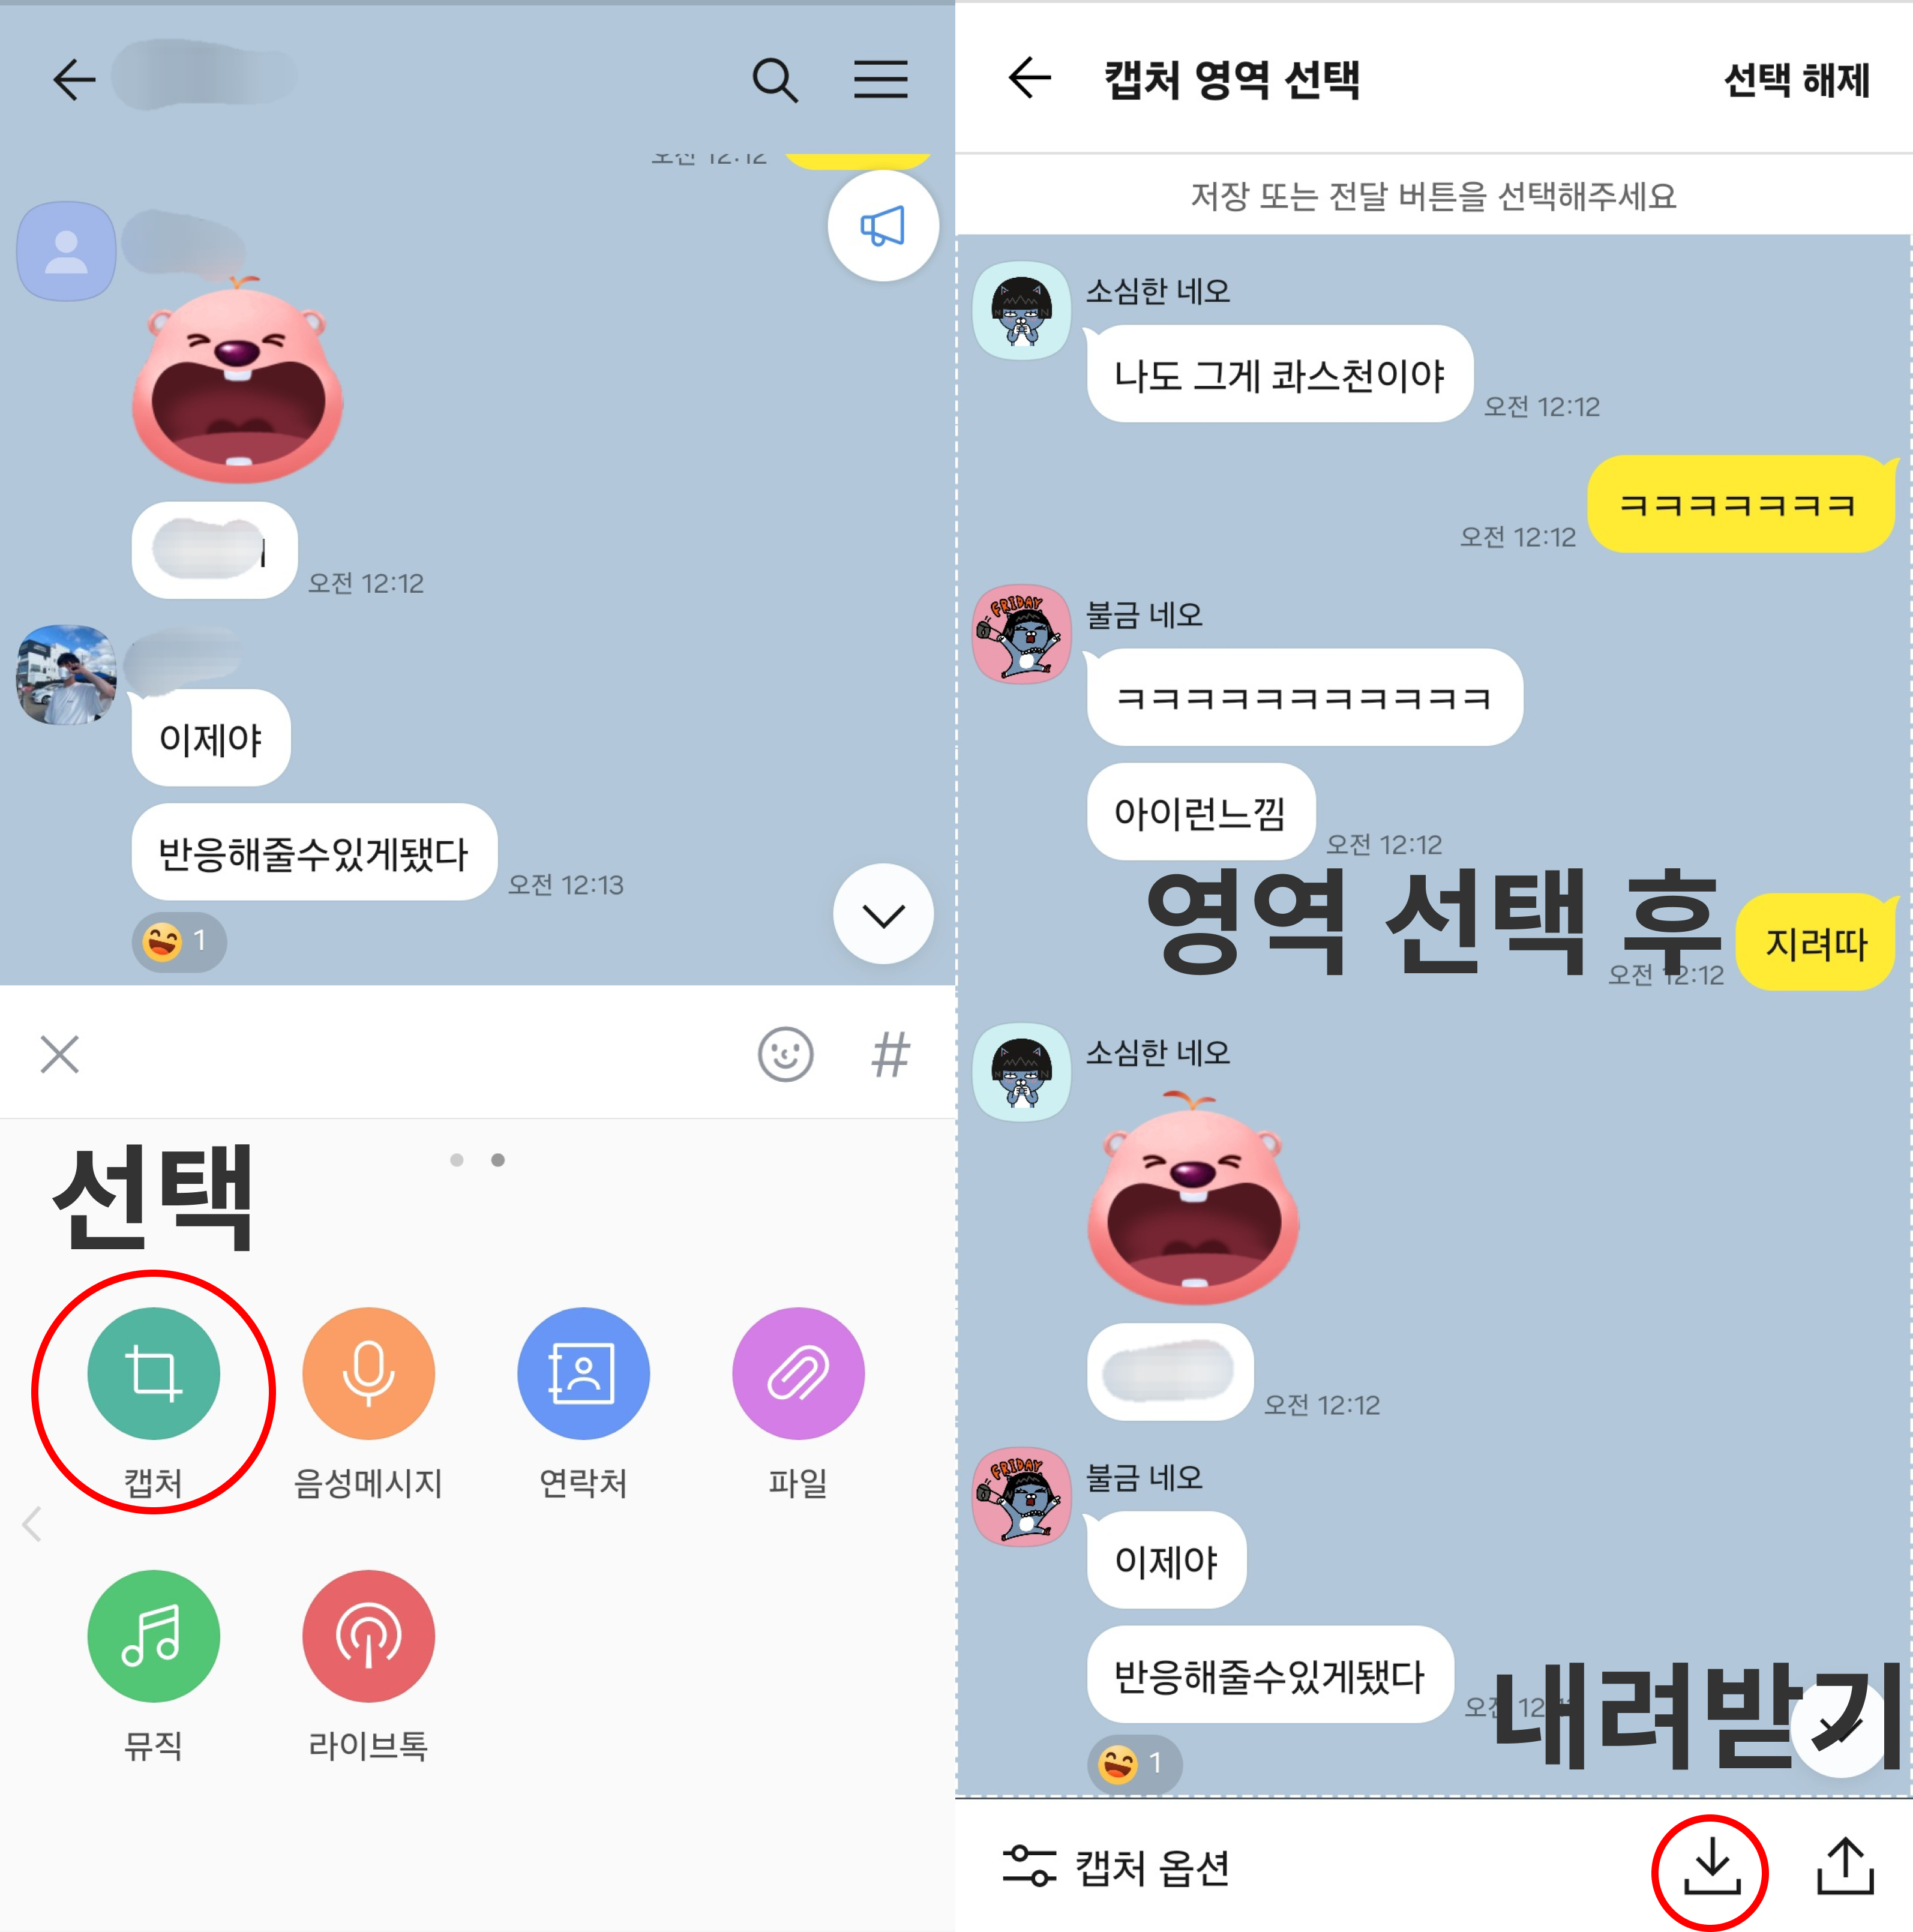 오전 12:12
오전 12:12
이제야
반응해줄수있게됐다
오전 12:13
1
#
선택
캡처
음성메시지
연락처
파일
뮤직
라이브톡
캡처 영역 선택
선택 해제
저장 또는 전달 버튼을 선택해주세요
소심한 네오
나도 그게 콰스천이야
오전 12:12
ㅋㅋㅋㅋㅋㅋㅋ
오전 12:12
불금 네오
FRIDAY
ㅋㅋㅋㅋㅋㅋㅋㅋㅋㅋㅋ
아이런느낌
오전 12:12
영역 선택 후
지려따
오전 12:12
소심한 네오
오전 12:12
불금 네오
FRIDAY
이제야
반응해줄수있게됐다
내려받기
1
캡처 옵션